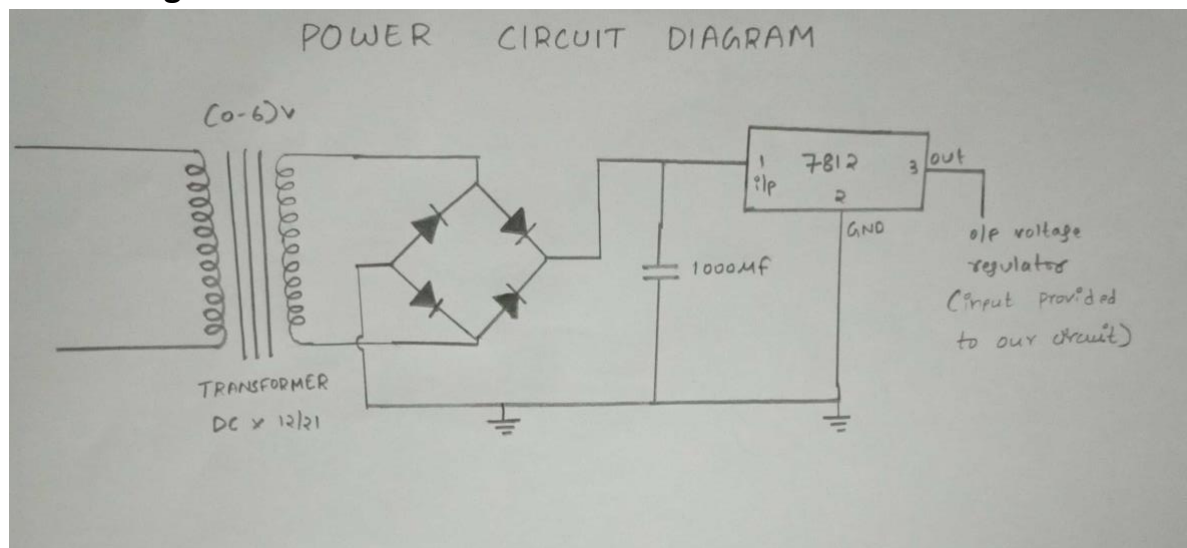 POWER CIRCUIT DIAGRAM
(0-6)V
1 7812 3 out
i/p
2
GND
1000Mf
o/p voltage
regulator
(input provided
to our circuit)
TRANSFORMER
DC x 12/21